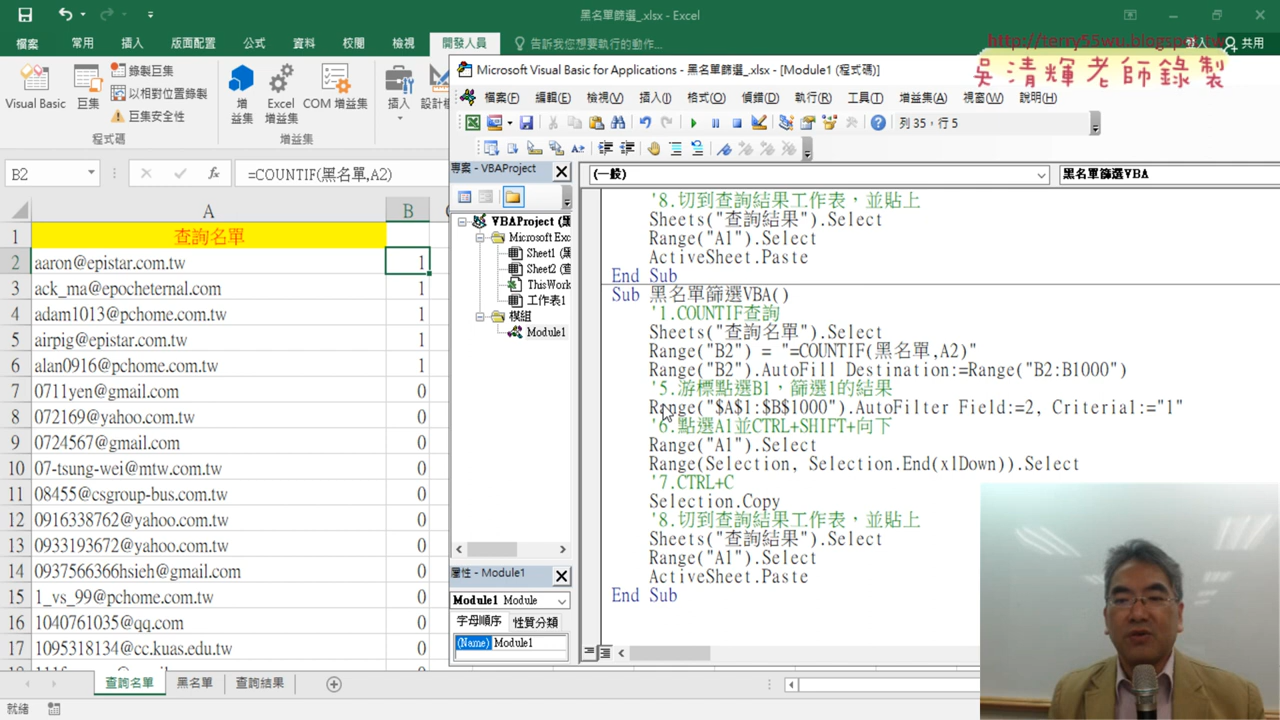 黑名單篩選_.xlsx - Excel
http://terry55wu.blogspot.tw
吳清輝老師錄製
檔案 常用 插入 版面配置 公式 資料 校閱 檢視 開發人員 告訴我您想要執行的動作... 登入 共用
Visual Basic 巨集 錄製巨集 以相對位置錄製 巨集安全性
增益集 Excel 增益集 COM 增益集 插入
程式碼 增益集
B2 =COUNTIF(黑名單,A2)
A B
1 查詢名單
2 aaron@epistar.com.tw 1
3 ack_ma@epocheternal.com 1
4 adam1013@pchome.com.tw 1
5 airpig@epistar.com.tw 1
6 alan0916@pchome.com.tw 1
7 0711yen@gmail.com 0
8 072169@yahoo.com.tw 0
9 0724567@gmail.com 0
10 07-tsung-wei@mtw.com.tw 0
11 08455@csgroup-bus.com.tw 0
12 0916338762@yahoo.com.tw 0
13 0933195672@yahoo.com.tw 0
14 0937566366hsieh@gmail.com 0
15 1_vs_99@pchome.com.tw 0
16 1040761035@qq.com 0
17 1095318134@cc.kuas.edu.tw 0
查詢名單 黑名單 查詢結果
就緒
Microsoft Visual Basic for Applications - 黑名單篩選_.xlsx - [Module1 (程式碼)]
檔案(F) 編輯(E) 檢視(V) 插入(I) 格式(O) 偵錯(D) 執行(R) 工具(T) 增益集(A) 視窗(W) 說明(H)
列 35，行 5
專案 - VBAProject
VBAProject (黑
Microsoft Exc
Sheet1 (黑
Sheet2 (查
ThisWork
工作表1
模組
Module1
屬性 - Module1
Module1 Module
字母順序 性質分類
(Name) Module1
(一般) 黑名單篩選VBA
'8.切到查詢結果工作表，並貼上
Sheets("查詢結果").Select
Range("A1").Select
ActiveSheet.Paste
End Sub
Sub 黑名單篩選VBA()
'1.COUNTIF查詢
Sheets("查詢名單").Select
Range("B2") = "=COUNTIF(黑名單,A2)"
Range("B2").AutoFill Destination:=Range("B2:B1000")
'5.游標點選B1，篩選1的結果
Range("$A$1:$B$1000").AutoFilter Field:=2, Criteria1:="1"
'6.點選A1並CTRL+SHIFT+向下
Range("A1").Select
Range(Selection, Selection.End(xlDown)).Select
'7.CTRL+C
Selection.Copy
'8.切到查詢結果工作表，並貼上
Sheets("查詢結果").Select
Range("A1").Select
ActiveSheet.Paste
End Sub